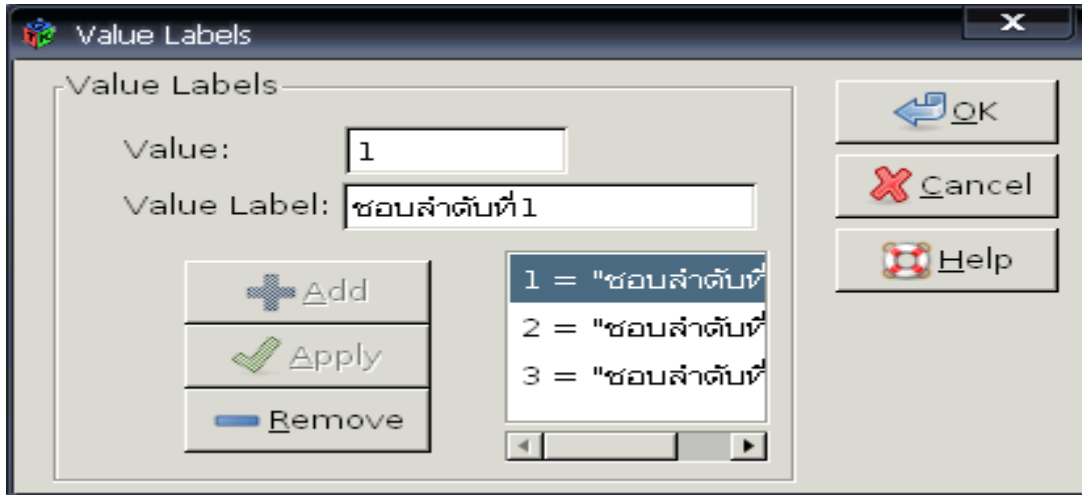 Value Labels
Value Labels
Value: 1
Value Label: ชอบลำดับที่1
Add
Apply
Remove
1 = "ชอบลำดับที่
2 = "ชอบลำดับที่
3 = "ชอบลำดับที่
OK
Cancel
Help